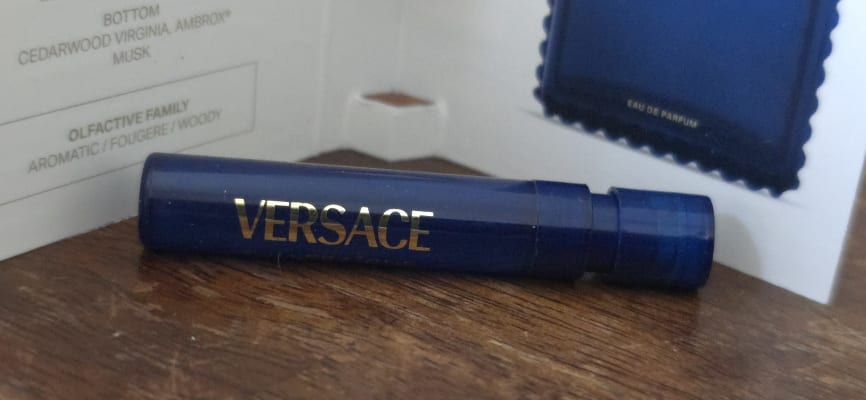 BOTTOM
CEDARWOOD VIRGINIA, AMBROX®
MUSK
OLFACTIVE FAMILY
AROMATIC / FOUGERE / WOODY
EAU DE PARFUM
VERSACE